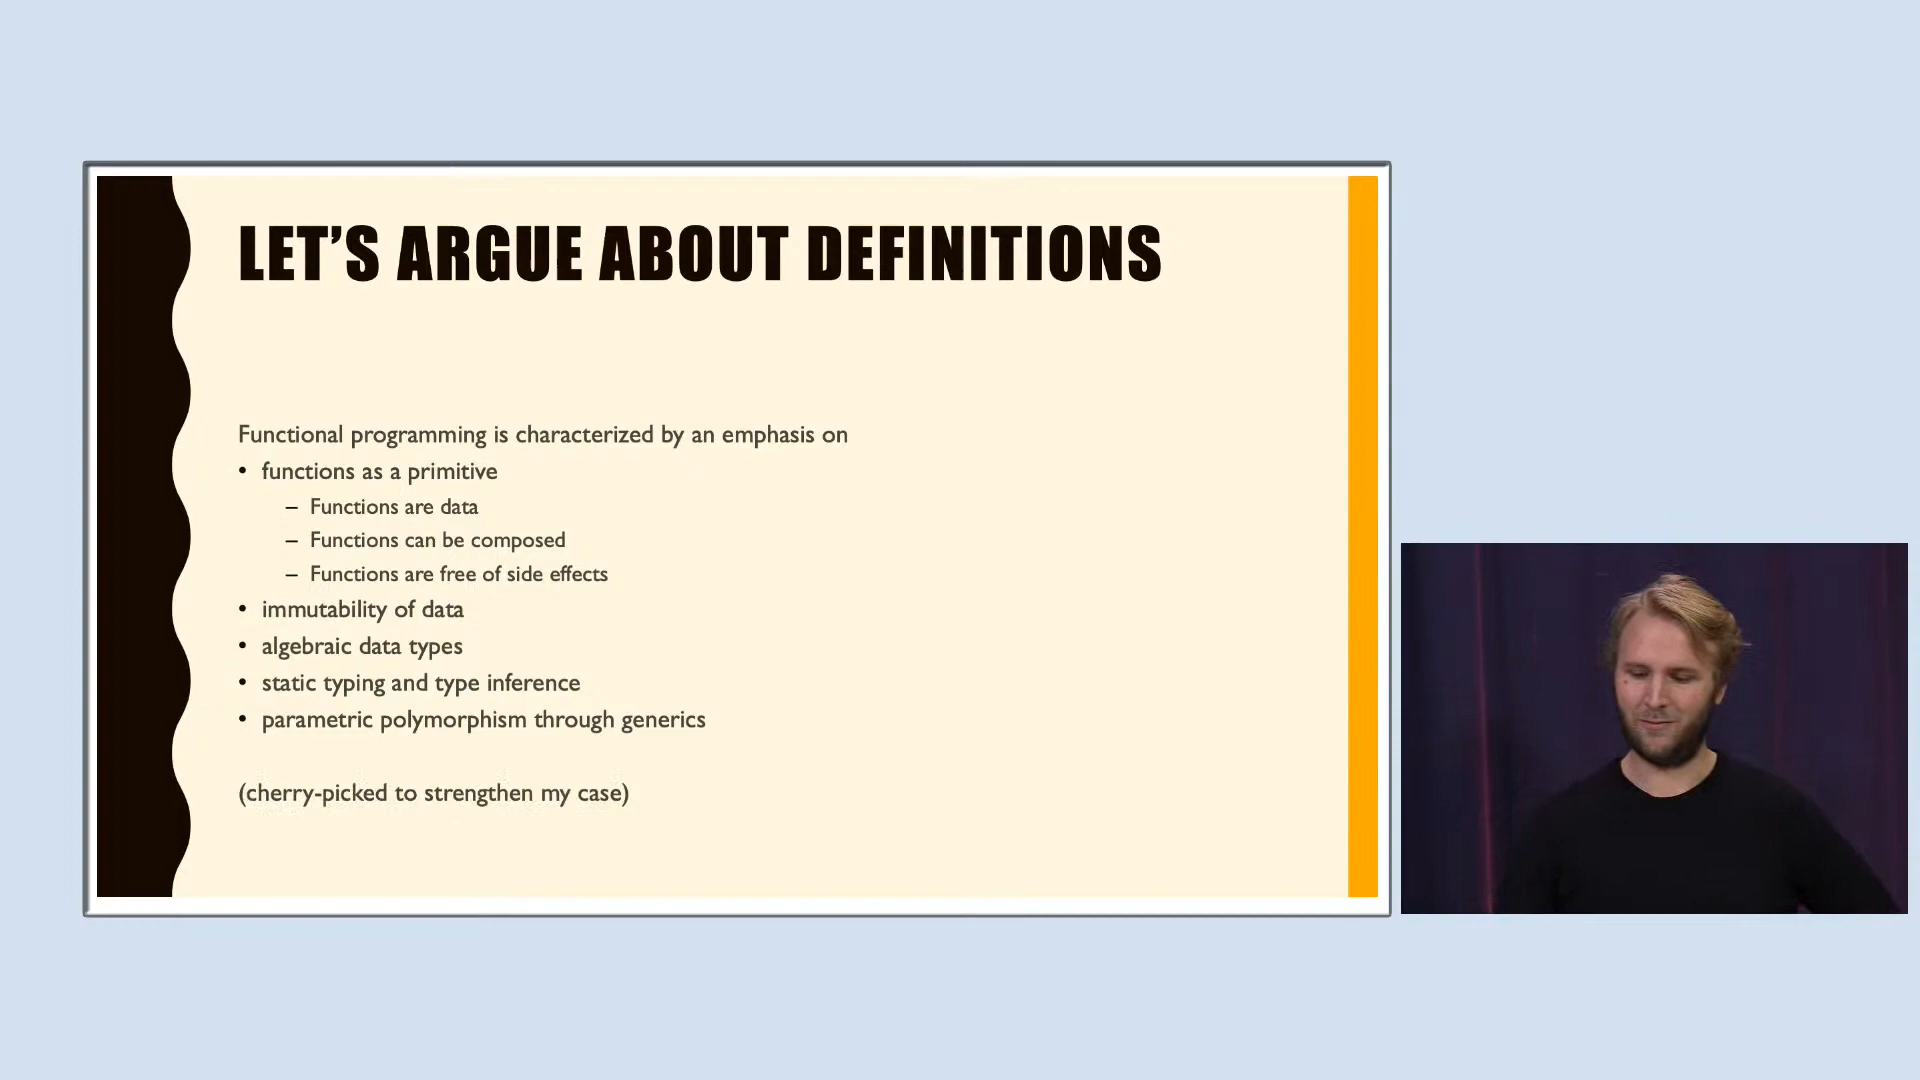 LET'S ARGUE ABOUT DEFINITIONS
Functional programming is characterized by an emphasis on
• functions as a primitive
– Functions are data
– Functions can be composed
– Functions are free of side effects
• immutability of data
• algebraic data types
• static typing and type inference
• parametric polymorphism through generics
(cherry-picked to strengthen my case)